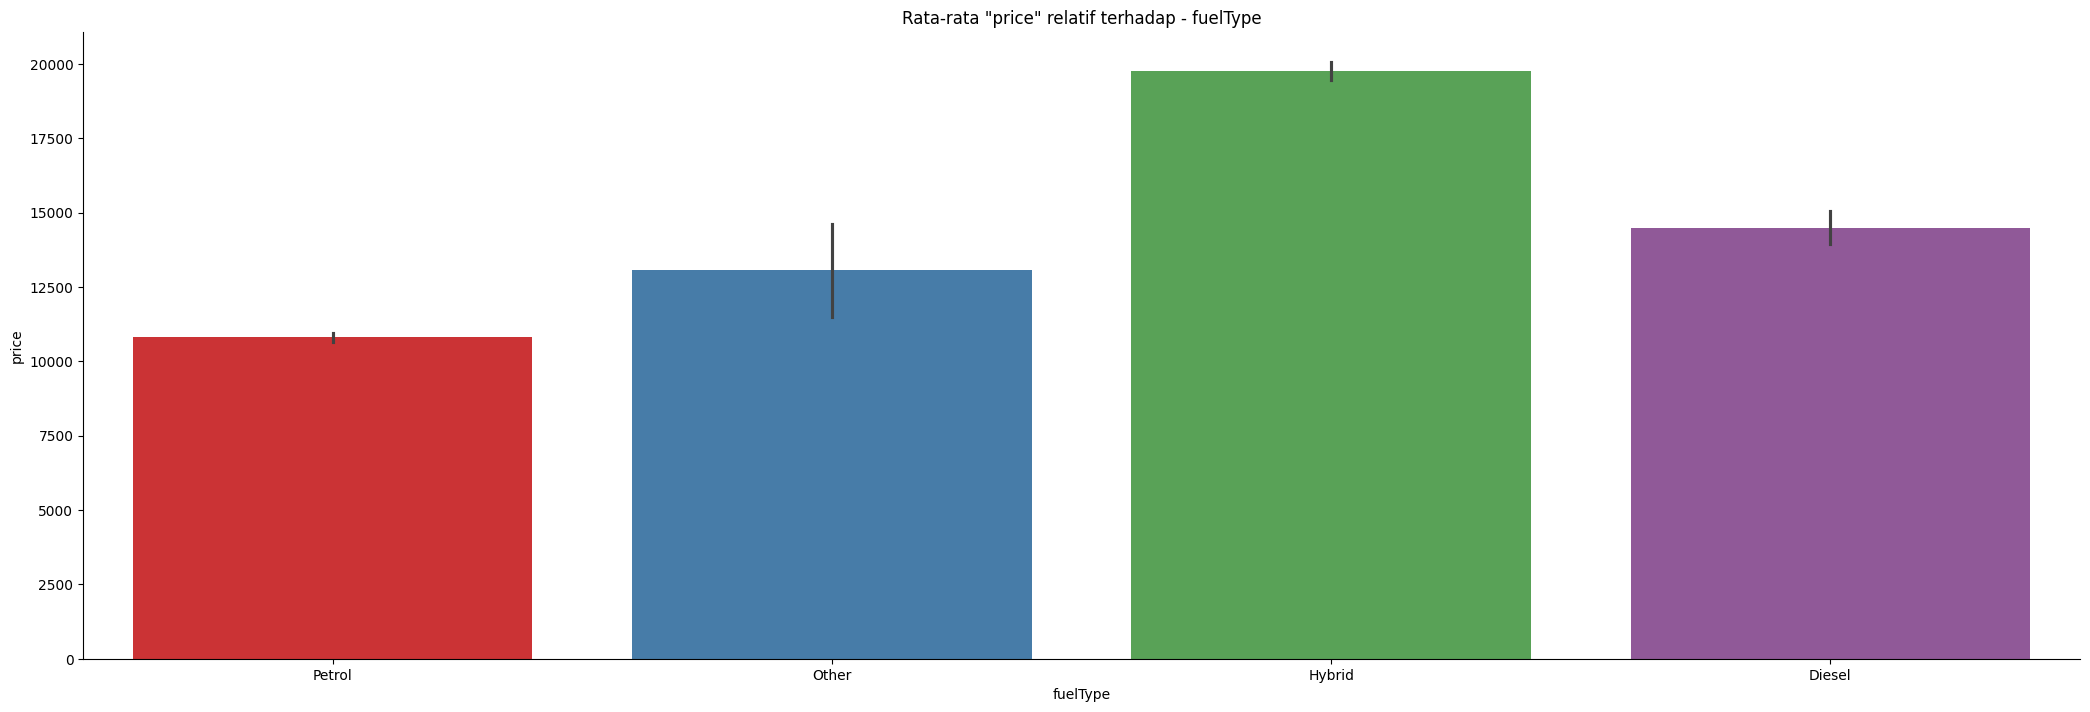 Rata-rata "price" relatif terhadap - fuelType
price
20000
17500
15000
12500
10000
7500
5000
2500
0
Petrol Other Hybrid Diesel
fuelType